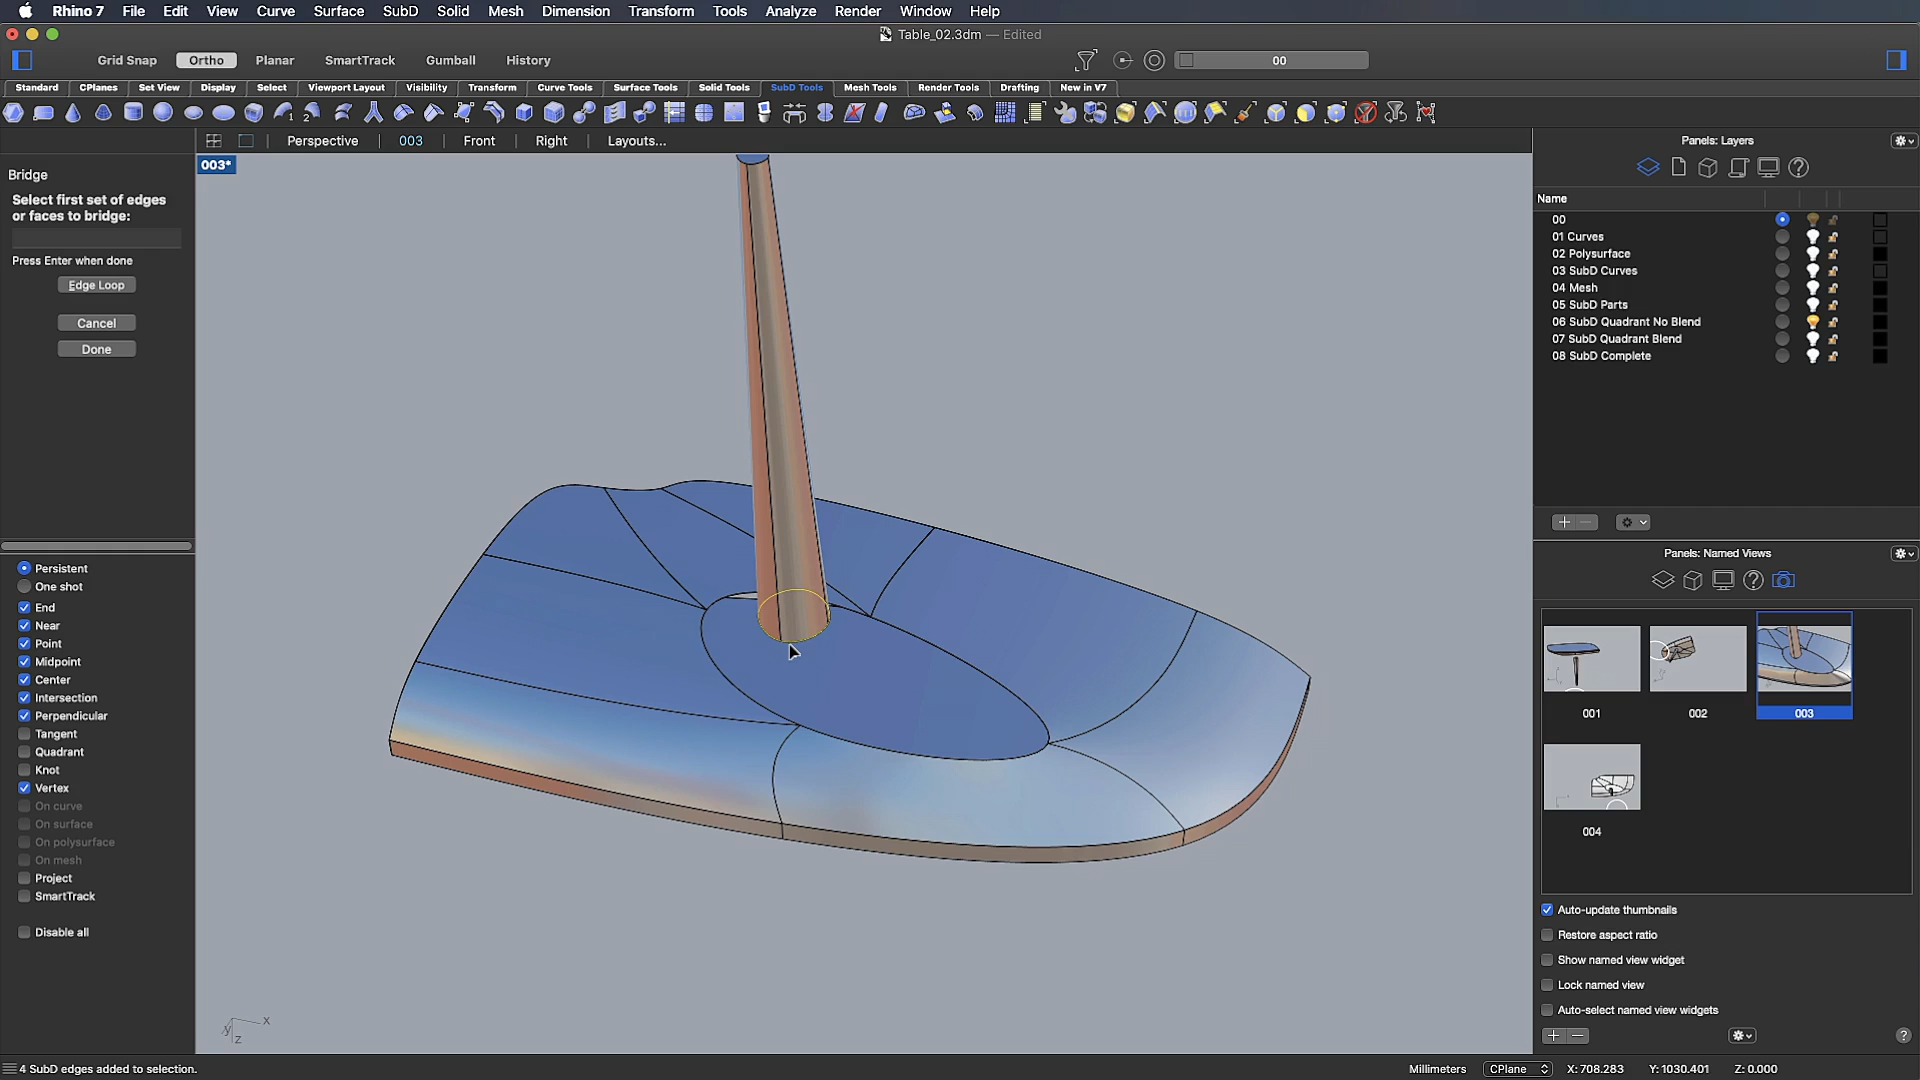 Rhino 7 File Edit View Curve Surface SubD Solid Mesh Dimension Transform Tools Analyze Render Window Help
Table_02.3dm — Edited
Grid Snap Ortho Planar SmartTrack Gumball History 00
Standard CPlanes Set View Display Select Viewport Layout Visibility Transform Curve Tools Surface Tools Solid Tools SubD Tools Mesh Tools Render Tools Drafting New in V7
Perspective 003 Front Right Layouts...
003*
Bridge
Select first set of edges
or faces to bridge:
Press Enter when done
Edge Loop
Cancel
Done
Persistent
One shot
End
Near
Point
Midpoint
Center
Intersection
Perpendicular
Tangent
Quadrant
Knot
Vertex
On curve
On surface
On polysurface
On mesh
Project
SmartTrack
Disable all
y x
z
Panels: Layers
Name
00
01 Curves
02 Polysurface
03 SubD Curves
04 Mesh
05 SubD Parts
06 SubD Quadrant No Blend
07 SubD Quadrant Blend
08 SubD Complete
Panels: Named Views
001 002 003
004
Auto-update thumbnails
Restore aspect ratio
Show named view widget
Lock named view
Auto-select named view widgets
4 SubD edges added to selection.
Millimeters CPlane X: 708.283 Y: 1030.401 Z: 0.000